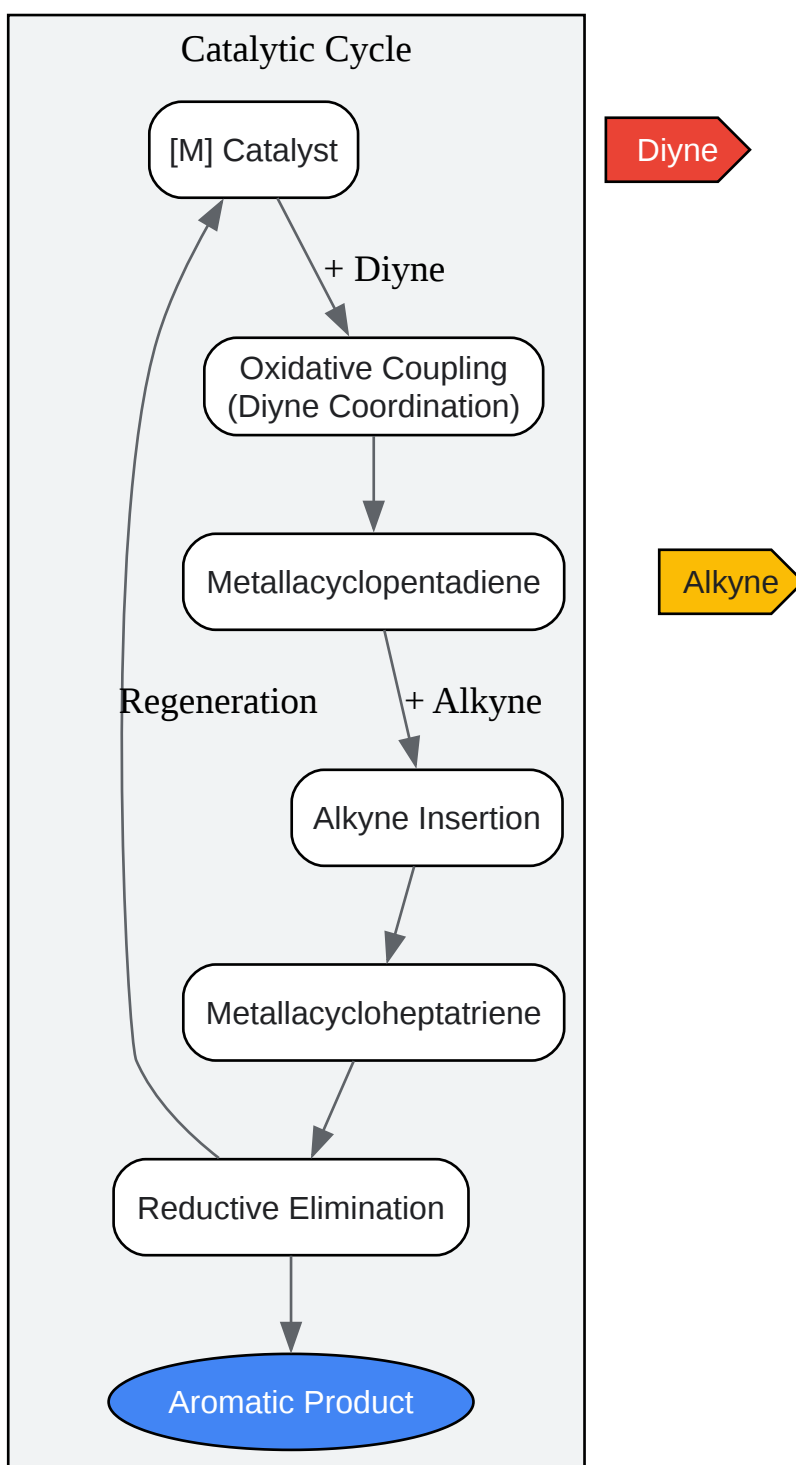 Catalytic Cycle
[M] Catalyst
Diyne
+ Diyne
Oxidative Coupling
(Diyne Coordination)
Metallacyclopentadiene
Alkyne
Regeneration
+ Alkyne
Alkyne Insertion
Metallacycloheptatriene
Reductive Elimination
Aromatic Product